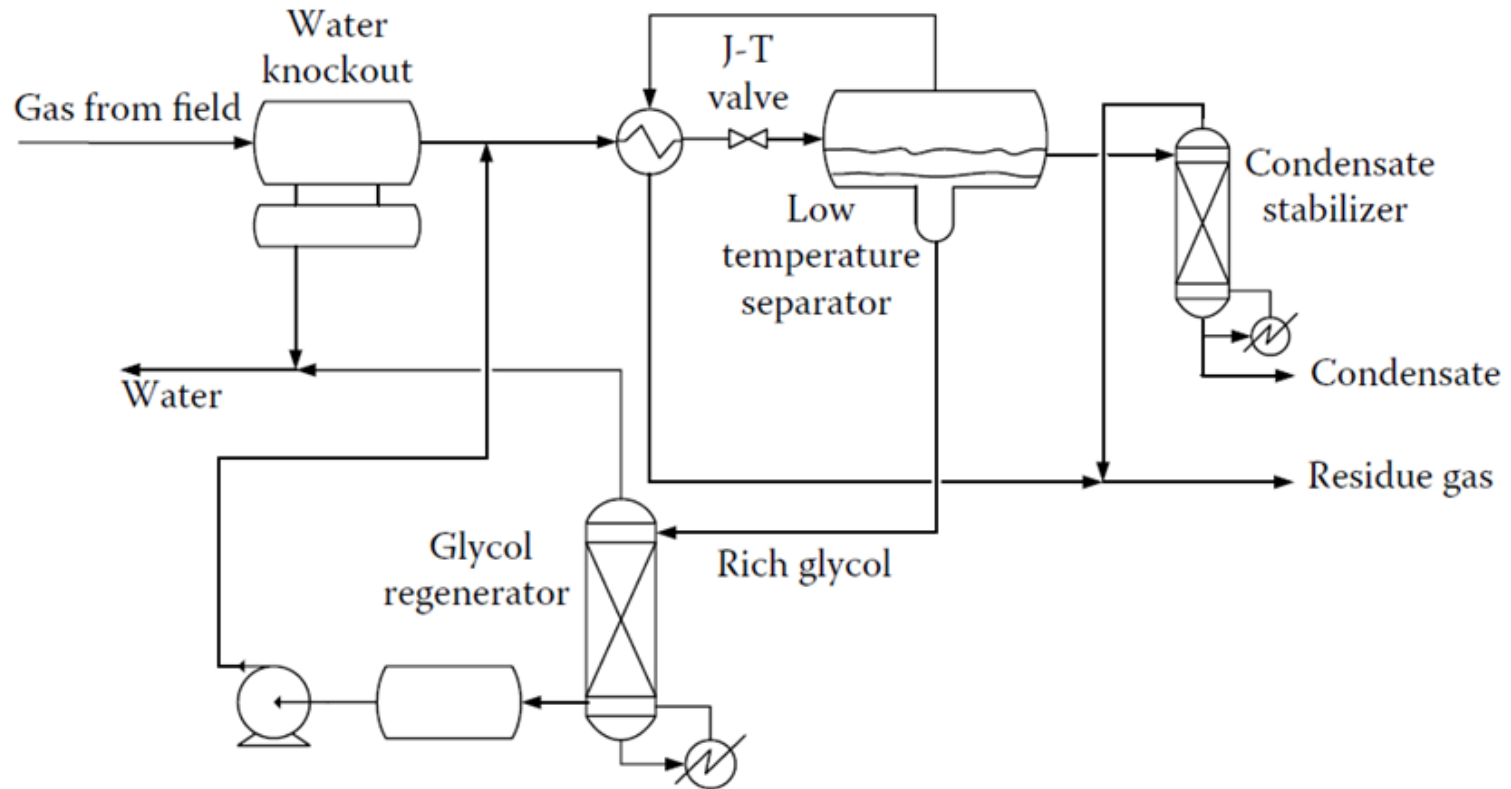 Water
knockout
Gas from field
J-T
valve
Low
temperature
separator
Condensate
stabilizer
Condensate
Water
Residue gas
Rich glycol
Glycol
regenerator